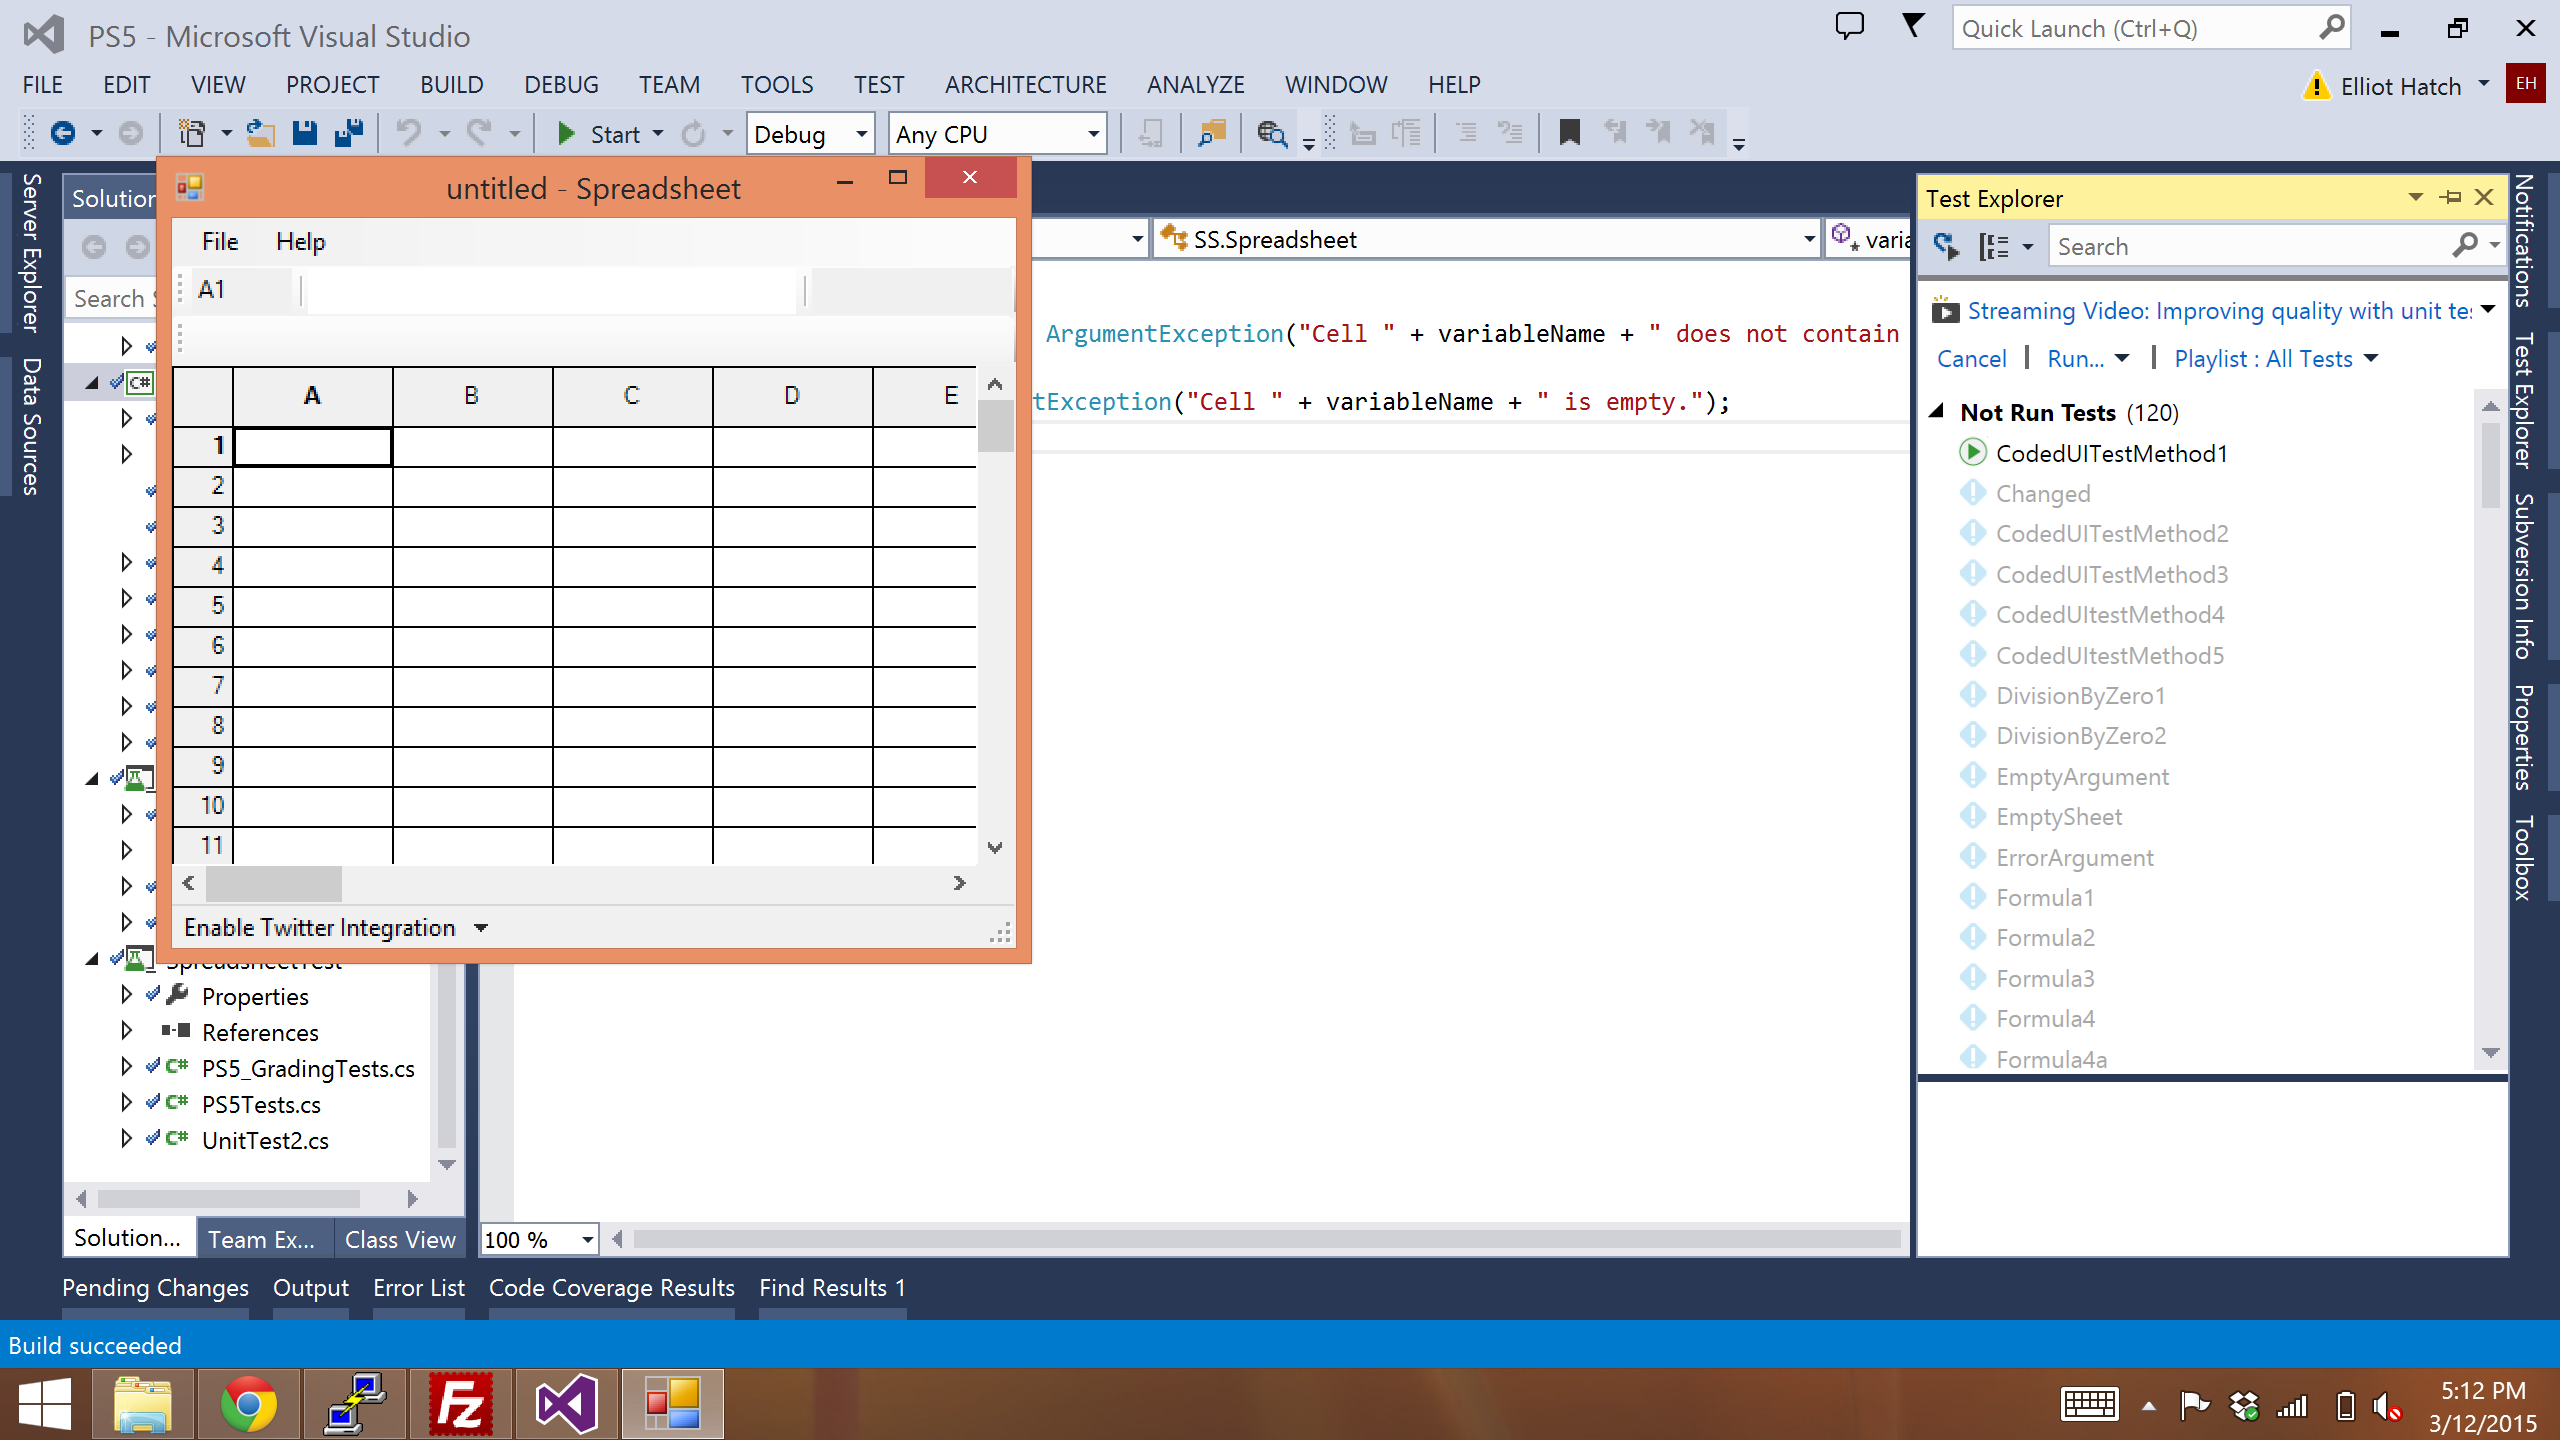 PS5 - Microsoft Visual Studio
Quick Launch (Ctrl+Q)
FILE EDIT VIEW PROJECT BUILD DEBUG TEAM TOOLS TEST ARCHITECTURE ANALYZE WINDOW HELP
Elliot Hatch EH
Start Debug Any CPU
Server Explorer
Data Sources
Solution
Search
untitled - Spreadsheet
File Help
A1
A B C D E
1
2
3
4
5
6
7
8
9
10
11
Enable Twitter Integration
SS.Spreadsheet
varia
ArgumentException("Cell " + variableName + " does not contain
tException("Cell " + variableName + " is empty.");
SpreadsheetTest
Properties
References
PS5_GradingTests.cs
PS5Tests.cs
UnitTest2.cs
Solution... Team Ex... Class View
100 %
Test Explorer
Search
Streaming Video: Improving quality with unit tes
Cancel | Run... | Playlist : All Tests
Not Run Tests (120)
CodedUITestMethod1
Changed
CodedUITestMethod2
CodedUITestMethod3
CodedUItestMethod4
CodedUItestMethod5
DivisionByZero1
DivisionByZero2
EmptyArgument
EmptySheet
ErrorArgument
Formula1
Formula2
Formula3
Formula4
Formula4a
Notifications
Test Explorer
Subversion Info
Properties
Toolbox
Pending Changes Output Error List Code Coverage Results Find Results 1
Build succeeded
Fz
5:12 PM
3/12/2015